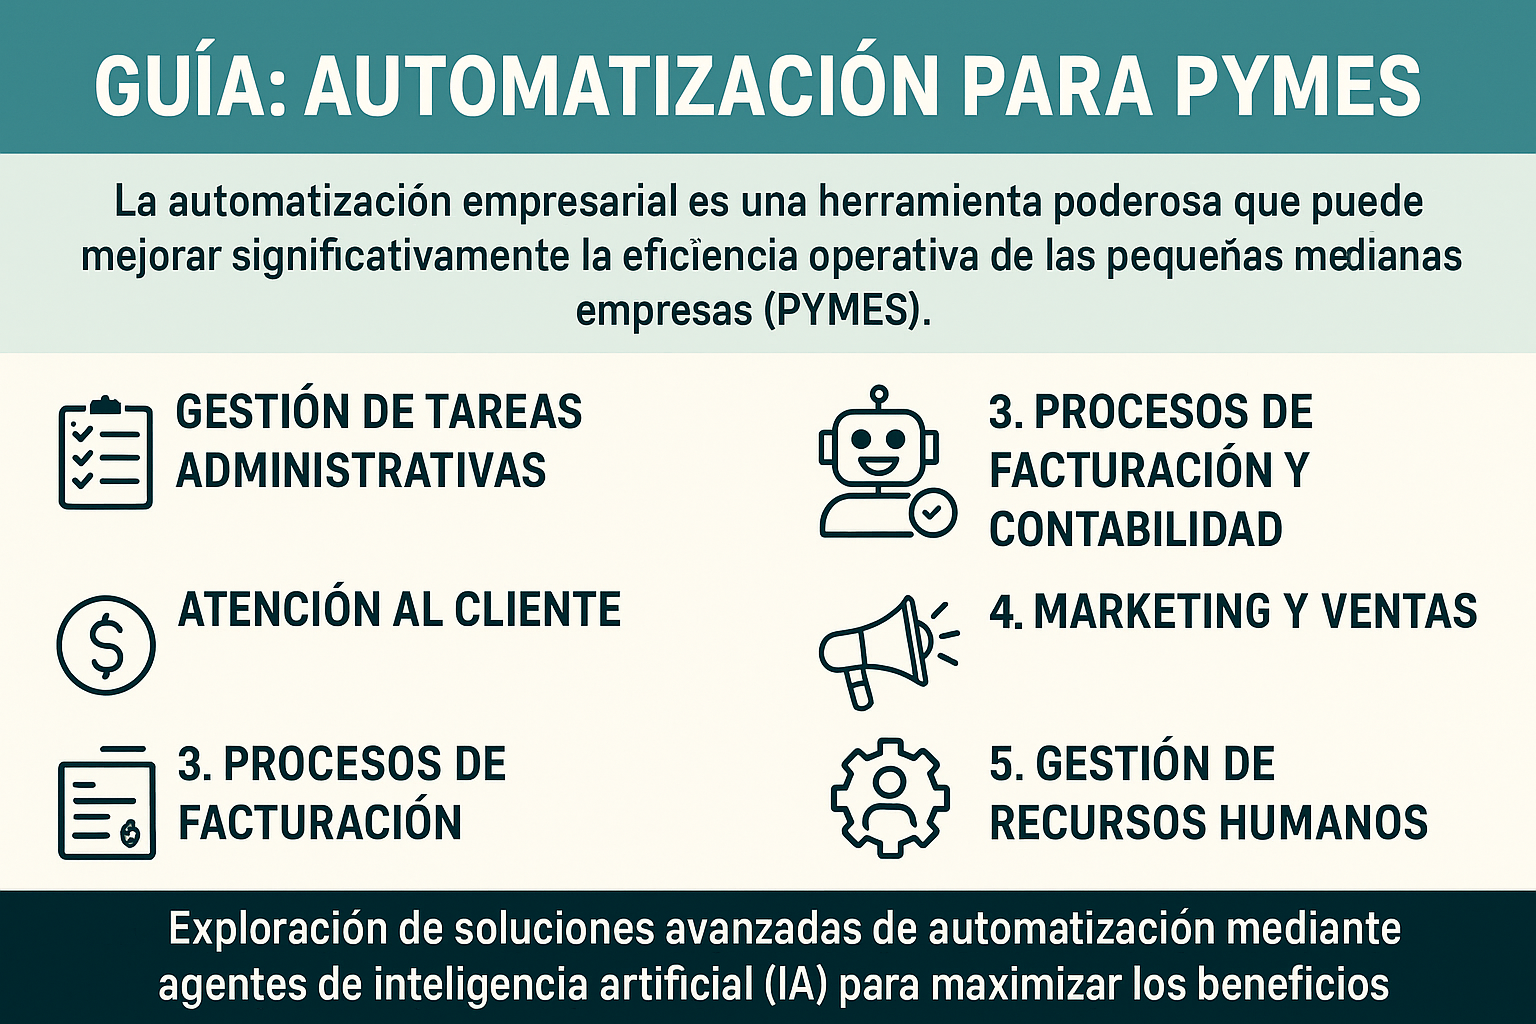 GUÍA: AUTOMATIZACIÓN PARA PYMES
La automatización empresarial es una herramienta poderosa que puede
mejorar significativamente la eficiencia operativa de las pequeñas medianas
empresas (PYMES).
GESTIÓN DE TAREAS
ADMINISTRATIVAS
ATENCIÓN AL CLIENTE
3. PROCESOS DE
FACTURACIÓN
3. PROCESOS DE
FACTURACIÓN Y
CONTABILIDAD
4. MARKETING Y VENTAS
5. GESTIÓN DE
RECURSOS HUMANOS
Exploración de soluciones avanzadas de automatización mediante
agentes de inteligencia artificial (IA) para maximizar los beneficios